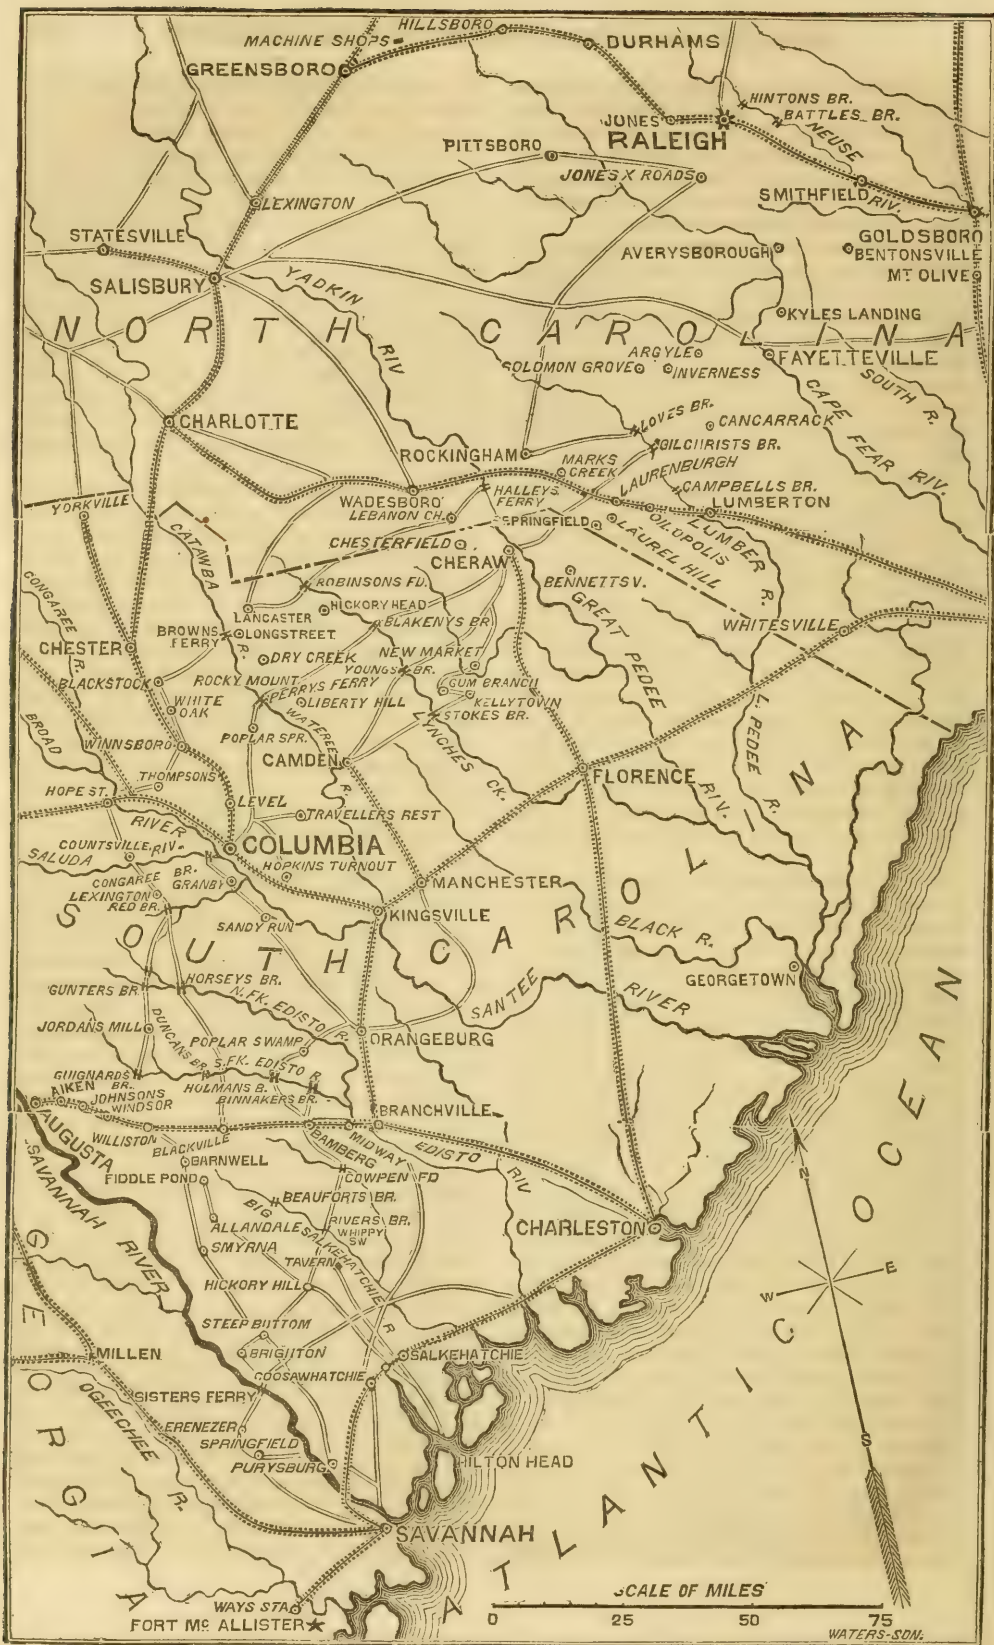 HILLSBORO
MACHINE SHOPS
DURHAMS
GREENSBORO
HINTONS BR.
BATTLES BR.
JONES
RALEIGH
NEUSE
RIV.
PITTSBORO
JONES X ROADS
SMITHFIELD
LEXINGTON
STATESVILLE
GOLDSBORO
AVERYSBOROUGH
BENTONSVILLE
MT OLIVE
SALISBURY
YADKIN
RIV
KYLES LANDING
NORTH CAROLINA
ARGYLE
SOLOMON GROVE
INVERNESS
FAYETTEVILLE
SOUTH R.
CAPE FEAR RIV.
CHARLOTTE
LOVES BR.
CANCARRACK
GILCHRISTS BR.
ROCKINGHAM
MARKS
CREEK
LAURENBURGH
CAMPBELLS BR.
LUMBERTON
YORKVILLE
WADESBORO
HALLEYS
FERRY
LEBANON CH.
SPRINGFIELD
OILOPOLIS
LAUREL HILL
LUMBER
R.
CATAWBA
R.
CHESTERFIELD
CHERAW
BENNETTSV.
CONGAREE
R.
ROBINSONS FD.
HICKORY HEAD
LANCASTER
BLAKENYS BR
GREAT PEDEE RIV.
WHITESVILLE
BROWNS
FERRY
LONGSTREET
CHESTER
DRY CREEK
NEW MARKET
YOUNGS BR.
BLACKSTOCK
ROCKY MOUNT
PERRYS FERRY
GUM BRANCH
WHITE
OAK
LIBERTY HILL
KELLYTOWN
STOKES BR.
L. PEDEE R.
BROAD
RIVER
POPLAR SPR.
WATEREE
R.
LYNCHES CK.
WINNSBORO
CAMDEN
FLORENCE
THOMPSONS
HOPE ST.
LEVEL
TRAVELLERS REST
COLUMBIA
COUNTSVILLE
SALUDA RIV.
HOPKINS TURNOUT
CONGAREE BR.
GRANBY
MANCHESTER
LEXINGTON
RED BR.
KINGSVILLE
SANDY RUN
SOUTH CAROLINA
BLACK R.
GEORGETOWN
GUNTERS BR
HORSEYS BR.
N. FK. EDISTO R.
SANTEE RIVER
JORDANS MILL
DUNCANS BR.
POPLAR SWAMP
ORANGEBURG
S. FK. EDISTO R
GUIGNARDS
BR.
HOLMANS B.
BINNAKERS BR.
AIKEN
JOHNSONS
WINDSOR
BRANCHVILLE
AUGUSTA
WILLISTON
BLACKVILLE
BAMBERG
MIDWAY
EDISTO RIV
BARNWELL
FIDDLE POND
COWPEN FD
SAVANNAH RIVER
BEAUFORTS BR.
BIG SALKEHATCHIE R
RIVERS BR.
WHIPPY
SW
ALLANDALE
CHARLESTON
SMYRNA
TAVERN
HICKORY HILL
STEEP BOTTOM
BRIGHTON
SALKEHATCHIE
COOSAWHATCHIE
MILLEN
SISTERS FERRY
OGEECHEE R.
EBENEZER
SPRINGFIELD
PURYSBURG
HILTON HEAD
GEORGIA
SAVANNAH
WAYS STA.
FORT Mc ALLISTER
ATLANTIC OCEAN
N
E
W
S
SCALE OF MILES
0 25 50 75
WATERS-SON.